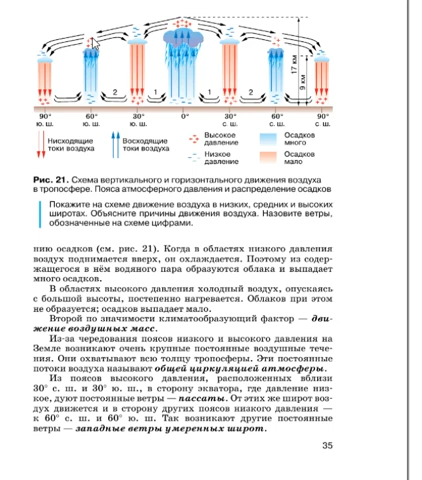 17 км
9 км
2 1 1 2
90° 60° 30° 0° 30° 60° 90°
ю. ш. ю. ш. ю. ш. с. ш. с. ш. с. ш.
Нисходящие токи воздуха
Восходящие токи воздуха
Высокое давление
Низкое давление
Осадков много
Осадков мало
Рис. 21. Схема вертикального и горизонтального движения воздуха
в тропосфере. Пояса атмосферного давления и распределение осадков
Покажите на схеме движение воздуха в низких, средних и высоких
широтах. Объясните причины движения воздуха. Назовите ветры,
обозначенные на схеме цифрами.
нию осадков (см. рис. 21). Когда в областях низкого давления
воздух поднимается вверх, он охлаждается. Поэтому из содер-
жащегося в нём водяного пара образуются облака и выпадает
много осадков.
В областях высокого давления холодный воздух, опускаясь
с большой высоты, постепенно нагревается. Облаков при этом
не образуется; осадков выпадает мало.
Второй по значимости климатообразующий фактор — дви-
жение воздушных масс.
Из-за чередования поясов низкого и высокого давления на
Земле возникают очень крупные постоянные воздушные тече-
ния. Они охватывают всю толщу тропосферы. Эти постоянные
потоки воздуха называют общей циркуляцией атмосферы.
Из поясов высокого давления, расположенных вблизи
30° с. ш. и 30° ю. ш., в сторону экватора, где давление низ-
кое, дуют постоянные ветры — пассаты. От этих же широт воз-
дух движется и в сторону других поясов низкого давления —
к 60° с. ш. и 60° ю. ш. Так возникают другие постоянные
ветры — западные ветры умеренных широт.
35